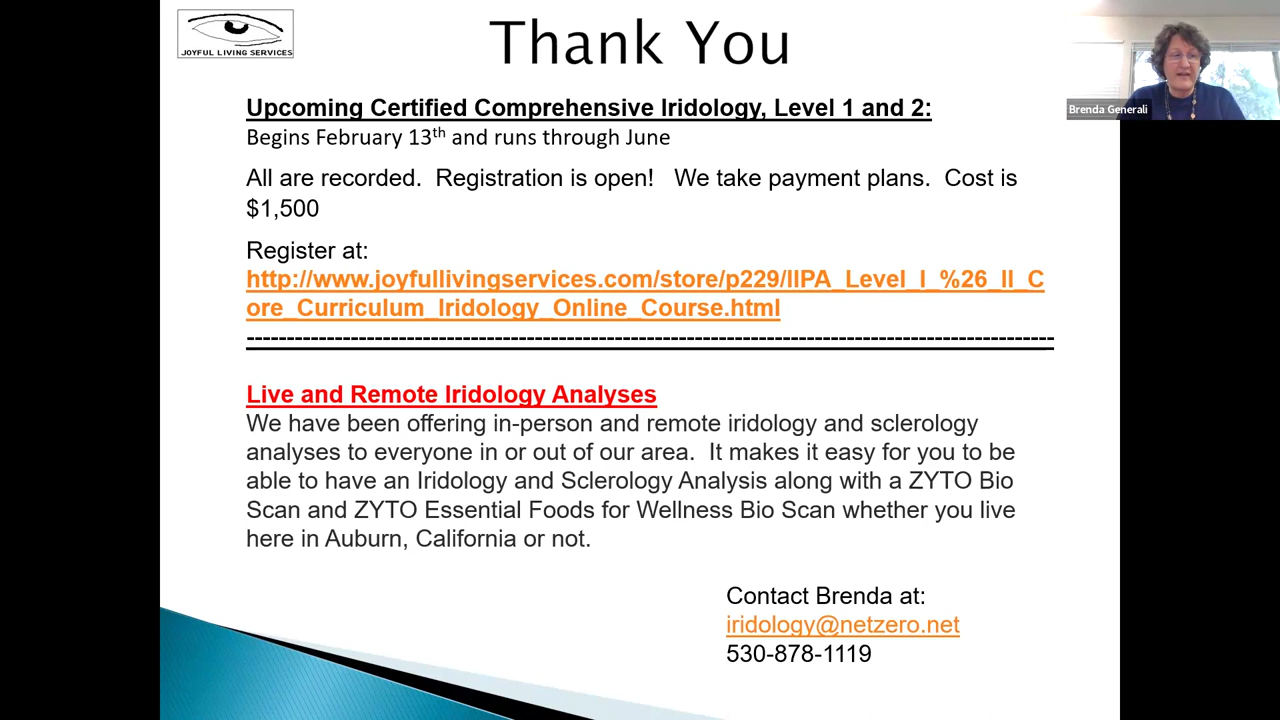 JOYFUL LIVING SERVICES
Thank You
Brenda Generali
Upcoming Certified Comprehensive Iridology, Level 1 and 2:
Begins February 13th and runs through June
All are recorded.  Registration is open!   We take payment plans.  Cost is
$1,500
Register at:
http://www.joyfullivingservices.com/store/p229/IIPA_Level_I_%26_II_C
ore_Curriculum_Iridology_Online_Course.html
-----------------------------------------------------------------------------------------------------
Live and Remote Iridology Analyses
We have been offering in-person and remote iridology and sclerology
analyses to everyone in or out of our area.  It makes it easy for you to be
able to have an Iridology and Sclerology Analysis along with a ZYTO Bio
Scan and ZYTO Essential Foods for Wellness Bio Scan whether you live
here in Auburn, California or not.
Contact Brenda at:
iridology@netzero.net
530-878-1119